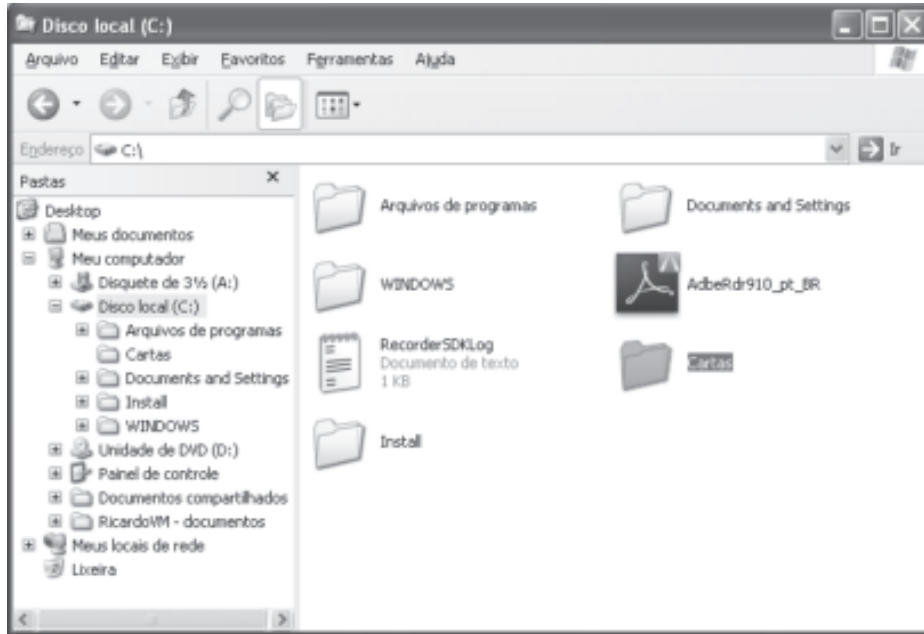 Disco local (C:)
Arquivo Editar Exibir Favoritos Ferramentas Ajuda
Endereço C:\ Ir
Pastas
Desktop
Meus documentos
Meu computador
Disquete de 3½ (A:)
Disco local (C:)
Arquivos de programas
Cartas
Documents and Settings
Install
WINDOWS
Unidade de DVD (D:)
Painel de controle
Documentos compartilhados
RicardoVM - documentos
Meus locais de rede
Lixeira
Arquivos de programas
Documents and Settings
WINDOWS
AdbeRdr910_pt_BR
RecorderSDKLog
Documento de texto
1 KB
Cartas
Install